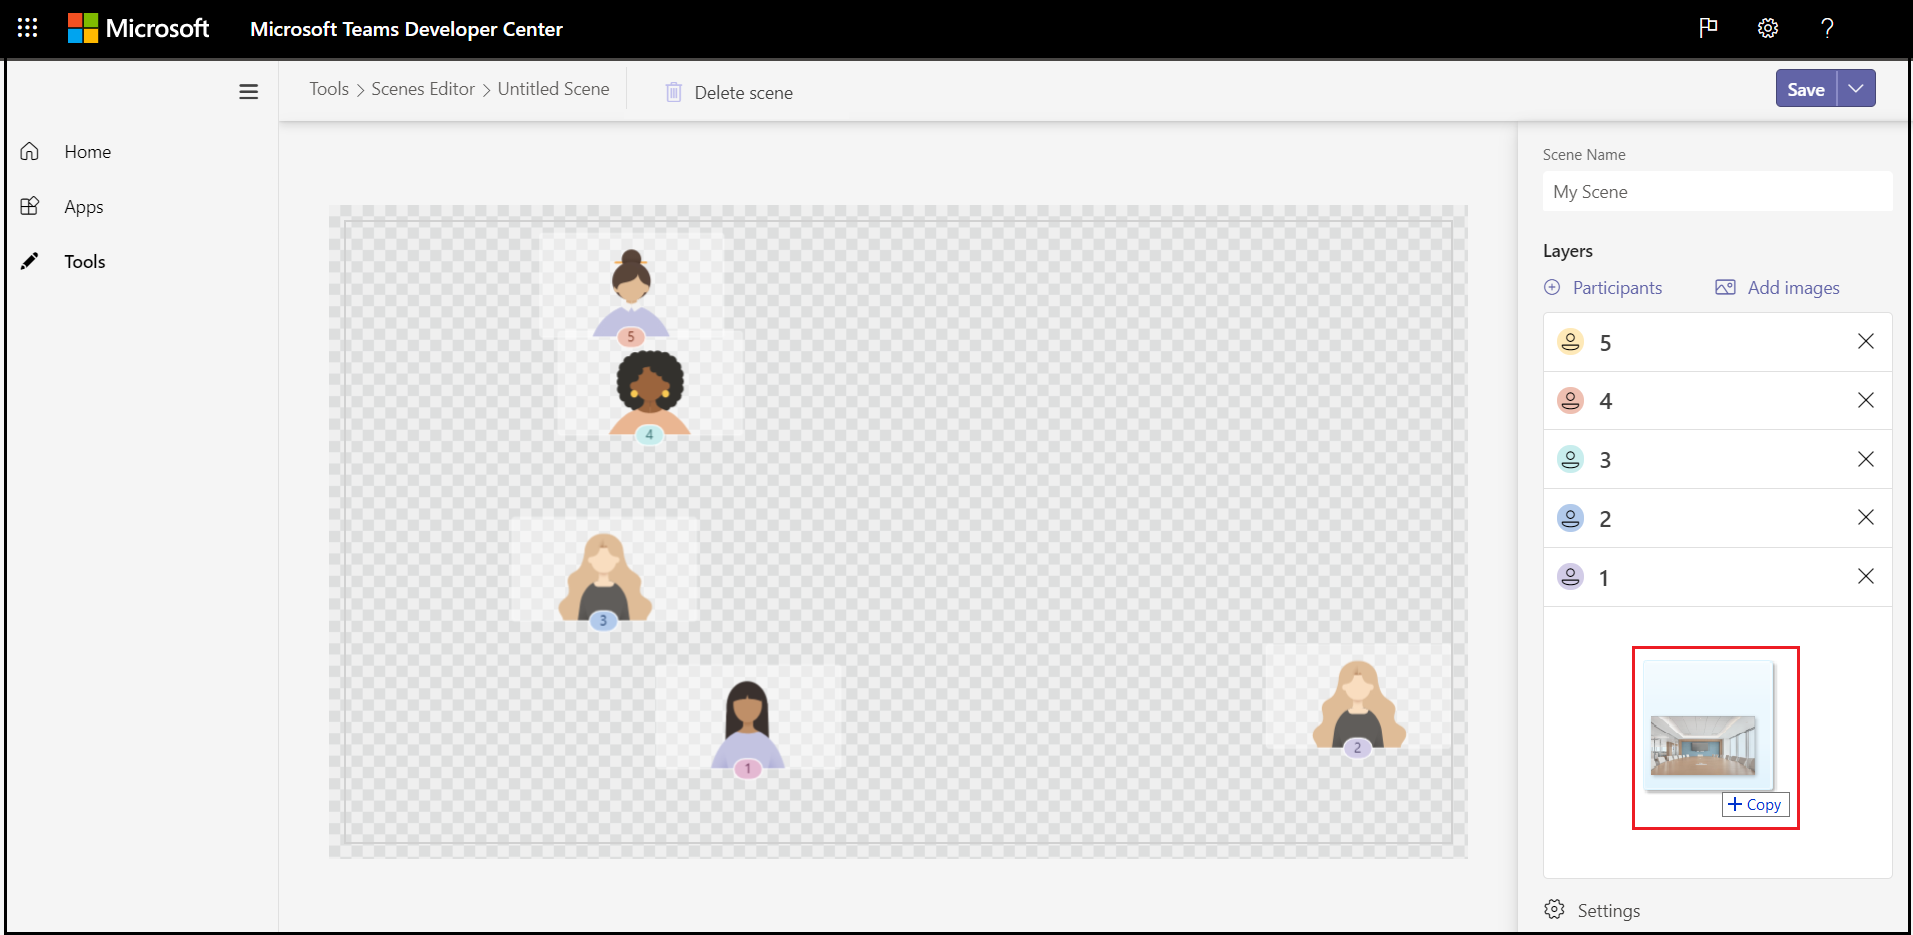 Microsoft
Microsoft Teams Developer Center
?
Tools > Scenes Editor > Untitled Scene
Delete scene
Save
Home
Apps
Tools
5
4
3
1
2
Scene Name
My Scene
Layers
Participants
Add images
5
4
3
2
1
+ Copy
Settings